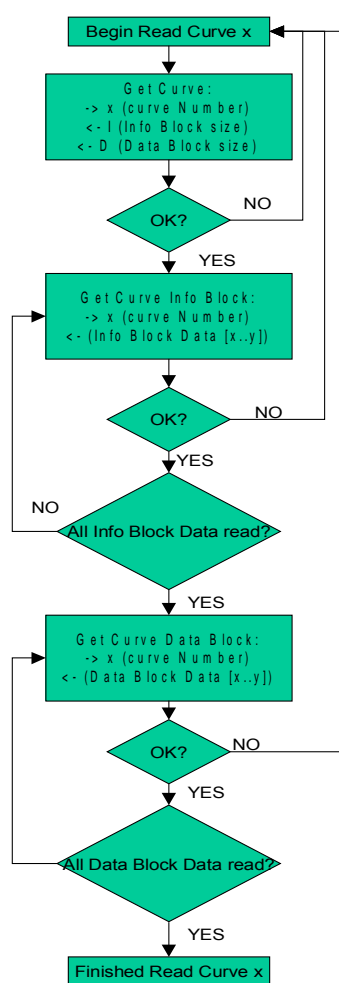 Begin Read Curve x
Get Curve:
-> x (curve Number)
<- I (Info Block size)
<- D (Data Block size)
NO
OK?
YES
Get Curve Info Block:
-> x (curve Number)
<- (Info Block Data [x..y])
OK?
NO
YES
NO
All Info Block Data read?
YES
Get Curve Data Block:
-> x (curve Number)
<- (Data Block Data [x..y])
OK?
NO
YES
All Data Block Data read?
YES
Finished Read Curve x